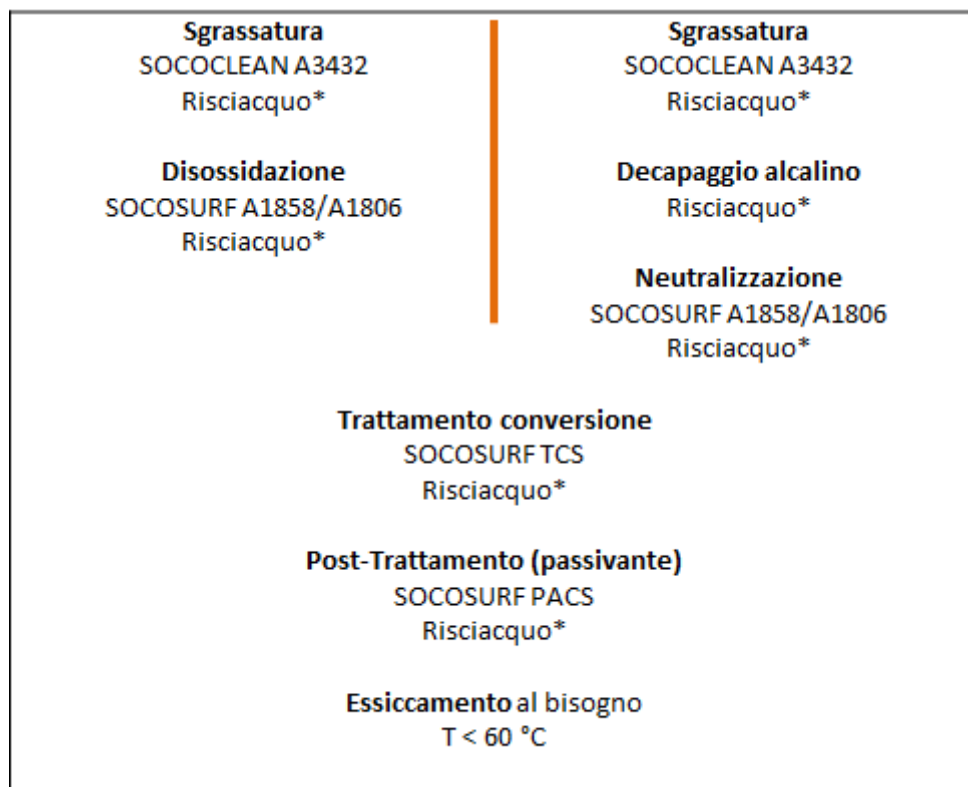 Sgrassatura
SOCOCLEAN A3432
Risciacquo*
Disossidazione
SOCOSURF A1858/A1806
Risciacquo*
Sgrassatura
SOCOCLEAN A3432
Risciacquo*
Decapaggio alcalino
Risciacquo*
Neutralizzazione
SOCOSURF A1858/A1806
Risciacquo*
Trattamento conversione
SOCOSURF TCS
Risciacquo*
Post-Trattamento (passivante)
SOCOSURF PACS
Risciacquo*
Essiccamento al bisogno
T < 60 °C